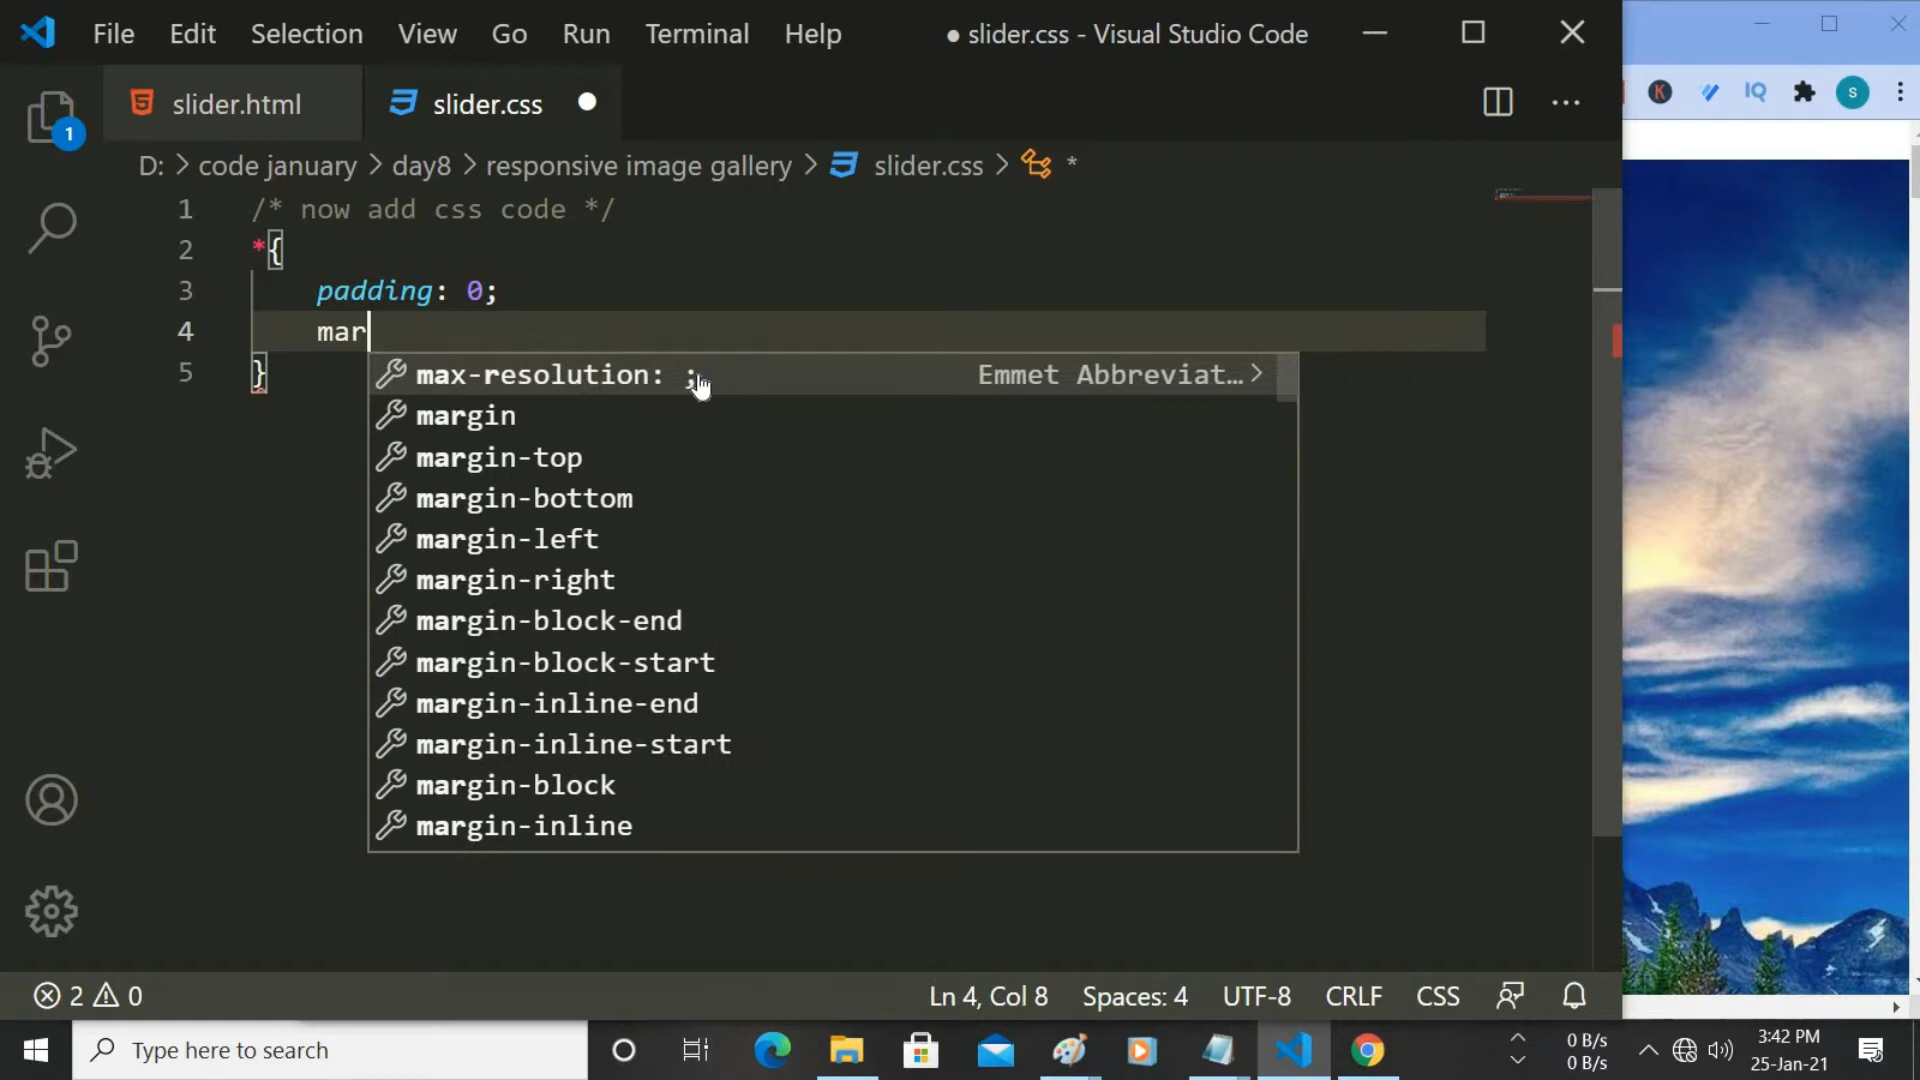 File Edit Selection View Go Run Terminal Help ● slider.css - Visual Studio Code
slider.html slider.css
D: > code january > day8 > responsive image gallery > slider.css > *
1 /* now add css code */
2 *{
3 padding: 0;
4 mar
5 }
max-resolution: ; Emmet Abbreviat…
margin
margin-top
margin-bottom
margin-left
margin-right
margin-block-end
margin-block-start
margin-inline-end
margin-inline-start
margin-block
margin-inline
1
K IQ s
2 0 Ln 4, Col 8 Spaces: 4 UTF-8 CRLF CSS
Type here to search
0 B/s
0 B/s
3:42 PM
25-Jan-21